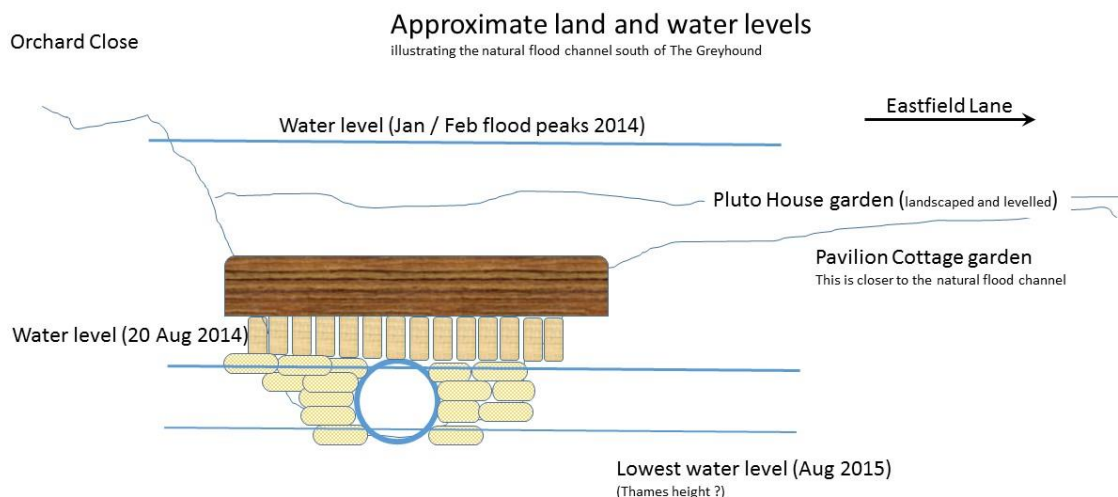 Approximate land and water levels
illustrating the natural flood channel south of The Greyhound
Orchard Close
Eastfield Lane
Water level (Jan / Feb flood peaks 2014)
Pluto House garden (landscaped and levelled)
Pavilion Cottage garden
This is closer to the natural flood channel
Water level (20 Aug 2014)
Lowest water level (Aug 2015)
(Thames height ?)